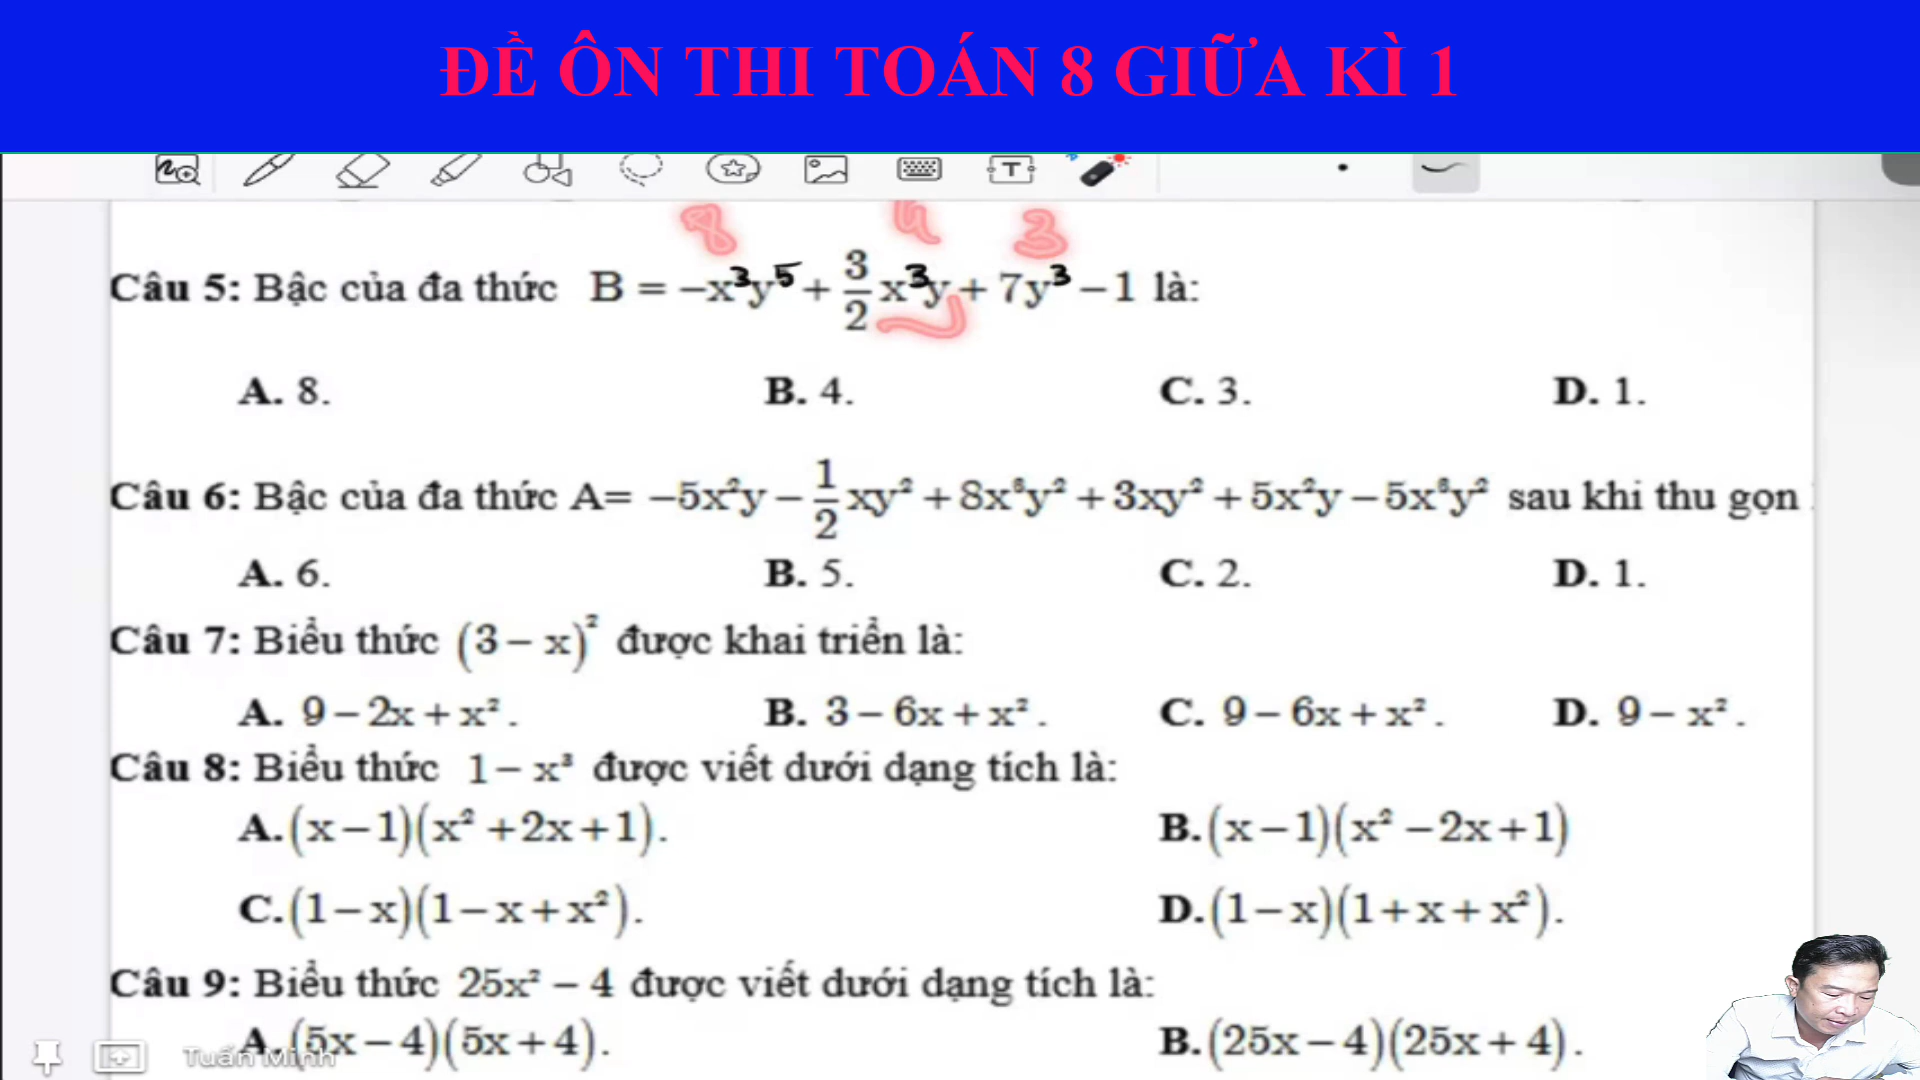 ĐỀ ÔN THI TOÁN 8 GIỮA KÌ 1
8 4 3
Câu 5: Bậc của đa thức B = −x³y⁵ + 3/2 x³y + 7y³ − 1 là:
A. 8. B. 4. C. 3. D. 1.
Câu 6: Bậc của đa thức A= −5x²y − 1/2 xy² + 8x⁶y² + 3xy² + 5x²y − 5x⁶y² sau khi thu gọn
A. 6. B. 5. C. 2. D. 1.
Câu 7: Biểu thức (3 − x)² được khai triển là:
A. 9 − 2x + x². B. 3 − 6x + x². C. 9 − 6x + x². D. 9 − x².
Câu 8: Biểu thức 1 − x³ được viết dưới dạng tích là:
A. (x − 1)(x² + 2x + 1). B. (x − 1)(x² − 2x + 1)
C. (1 − x)(1 − x + x²). D. (1 − x)(1 + x + x²).
Câu 9: Biểu thức 25x² − 4 được viết dưới dạng tích là:
A. (5x − 4)(5x + 4). B. (25x − 4)(25x + 4).
Tuấn Minh